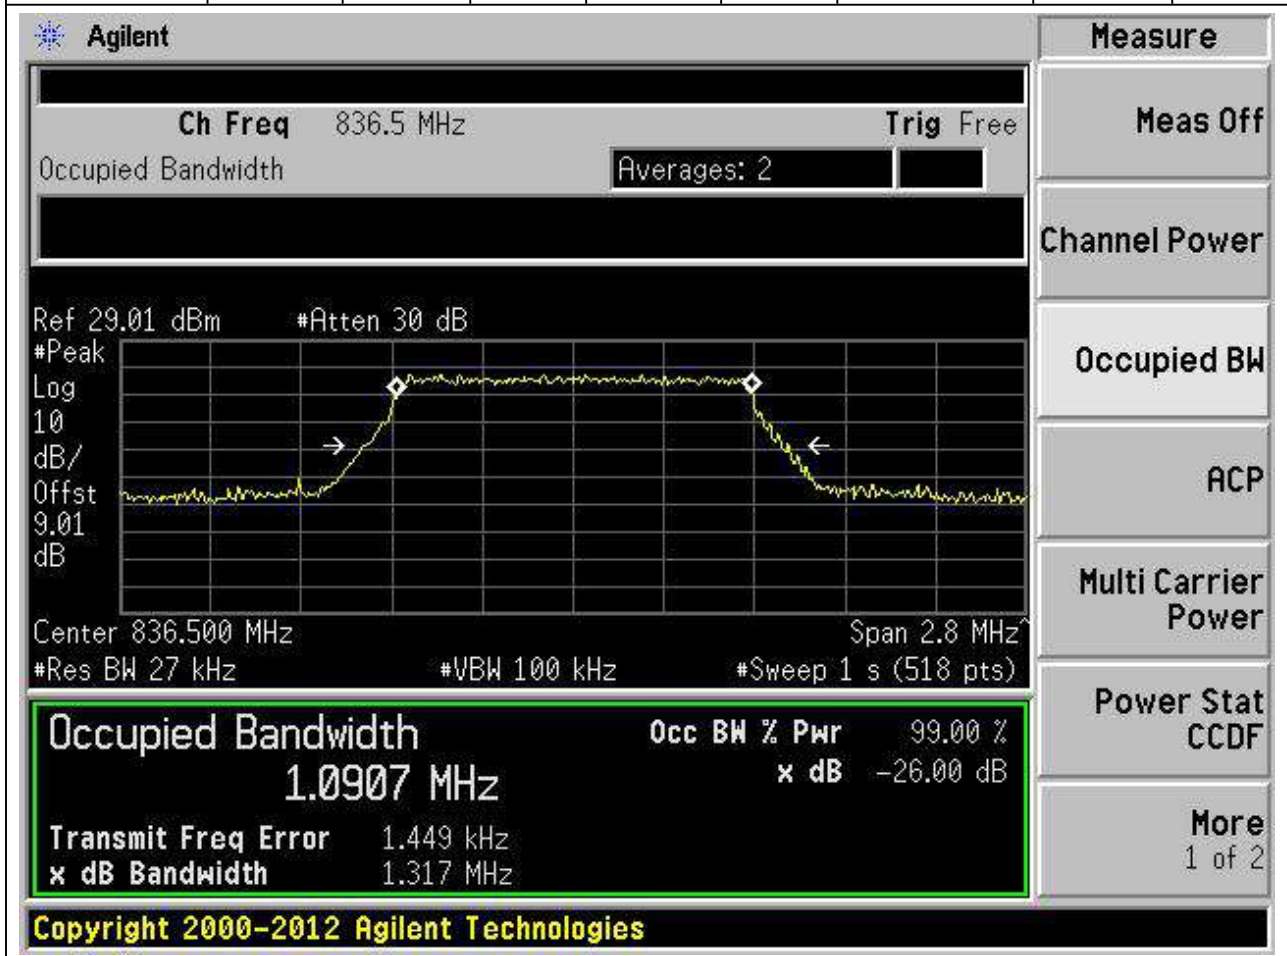 Agilent
Measure
Ch Freq 836.5 MHz Trig Free
Occupied Bandwidth Averages: 2
Ref 29.01 dBm #Atten 30 dB
#Peak
Log
10
dB/
Offst
9.01
dB
Center 836.500 MHz Span 2.8 MHz^
#Res BW 27 kHz #VBW 100 kHz #Sweep 1 s (518 pts)
Occupied Bandwidth Occ BW % Pwr 99.00 %
1.0907 MHz x dB -26.00 dB
Transmit Freq Error 1.449 kHz
x dB Bandwidth 1.317 MHz
Copyright 2000-2012 Agilent Technologies
Meas Off
Channel Power
Occupied BW
ACP
Multi Carrier
Power
Power Stat
CCDF
More
1 of 2